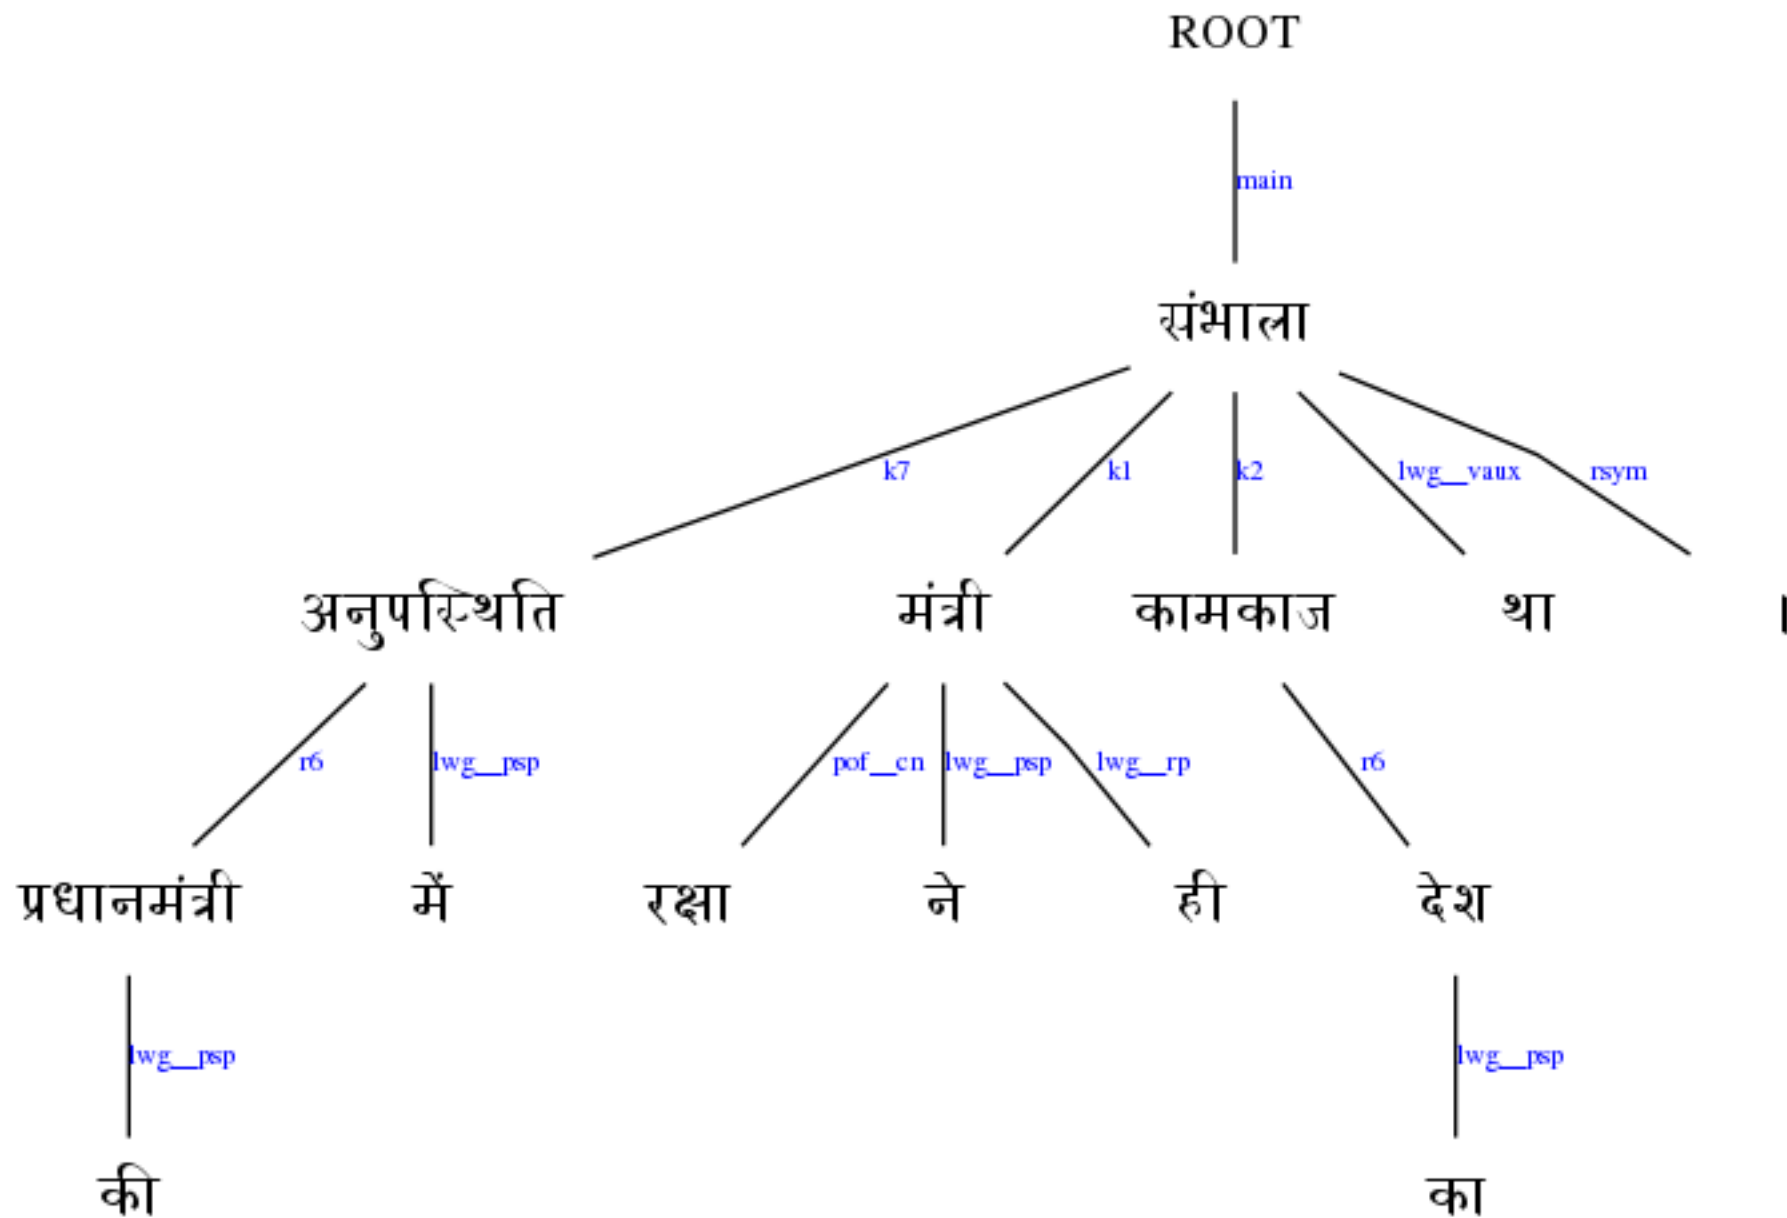 ROOT
main
संभाला
k7 k1 k2 lwg__vaux rsym
अनुपस्थिति मंत्री कामकाज था ।
r6 lwg__psp pof__cn lwg__psp lwg__rp r6
प्रधानमंत्री में रक्षा ने ही देश
lwg__psp lwg__psp
की का